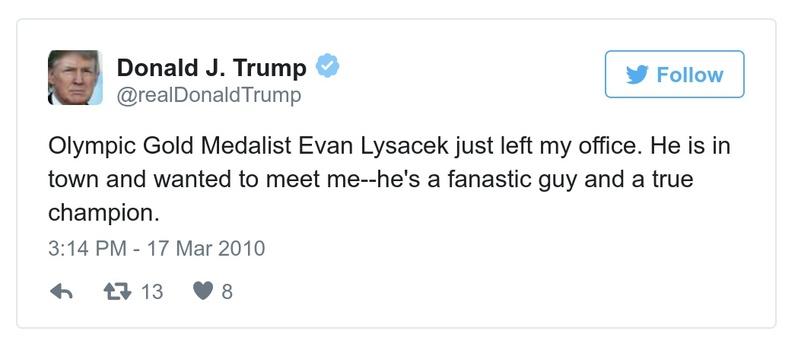 Donald J. Trump
@realDonaldTrump
Follow
Olympic Gold Medalist Evan Lysacek just left my office. He is in
town and wanted to meet me--he's a fanastic guy and a true
champion.
3:14 PM - 17 Mar 2010
13 8